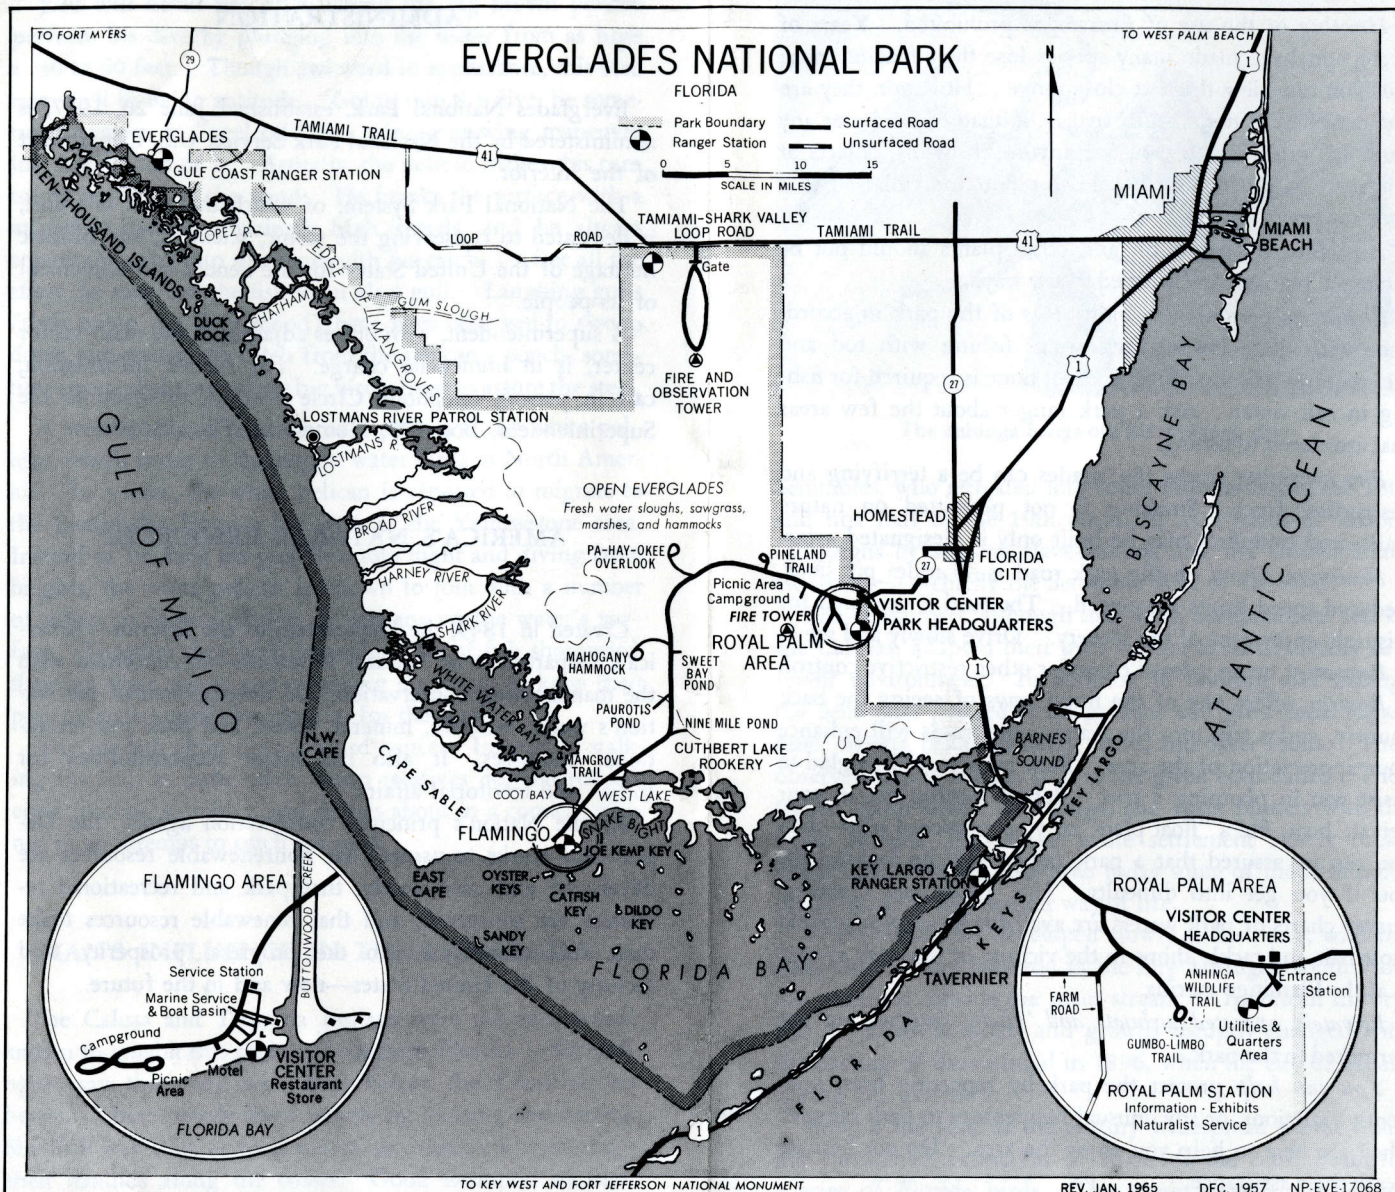 TO FORT MYERS
29
EVERGLADES NATIONAL PARK
FLORIDA
N
TO WEST PALM BEACH
1
Park Boundary
Ranger Station
Surfaced Road
Unsurfaced Road
0 5 10 15
SCALE IN MILES
EVERGLADES
TAMIAMI TRAIL
41
GULF COAST RANGER STATION
TEN THOUSAND ISLANDS
LOPEZ R.
LOOP ROAD
TAMIAMI-SHARK VALLEY
LOOP ROAD
TAMIAMI TRAIL
41
MIAMI
MIAMI
BEACH
Gate
EDGE OF MANGROVES
CHATHAM
GUM SLOUGH
DUCK
ROCK
FIRE AND
OBSERVATION
TOWER
27
1
LOSTMANS RIVER PATROL STATION
LOSTMANS R.
GULF OF MEXICO
BISCAYNE BAY
ATLANTIC OCEAN
OPEN EVERGLADES
Fresh water sloughs, sawgrass,
marshes, and hammocks
BROAD RIVER
HARNEY RIVER
SHARK RIVER
HOMESTEAD
27
FLORIDA
CITY
PA-HAY-OKEE
OVERLOOK
PINELAND
TRAIL
Picnic Area
Campground
FIRE TOWER
VISITOR CENTER
PARK HEADQUARTERS
ROYAL PALM
AREA
MAHOGANY
HAMMOCK
SWEET
BAY
POND
PAUROTIS
POND
1
WHITE WATER BAY
NINE MILE POND
CUTHBERT LAKE
ROOKERY
N.W.
CAPE
CAPE SABLE
MANGROVE
TRAIL
COOT BAY
WEST LAKE
BARNES
SOUND
KEY LARGO
FLAMINGO
SNAKE BIGHT
JOE KEMP KEY
EAST
CAPE
OYSTER
KEYS
CATFISH
KEY
DILDO
KEY
SANDY
KEY
KEY LARGO
RANGER STATION
FLORIDA BAY
TAVERNIER
FLORIDA KEYS
1
FLAMINGO AREA
BUTTONWOOD CREEK
Service Station
Marine Service
& Boat Basin
Campground
Picnic
Area
Motel
VISITOR
CENTER
Restaurant
Store
FLORIDA BAY
ROYAL PALM AREA
VISITOR CENTER
HEADQUARTERS
ANHINGA
WILDLIFE
TRAIL
Entrance
Station
FARM
ROAD
GUMBO-LIMBO
TRAIL
Utilities &
Quarters
Area
ROYAL PALM STATION
Information - Exhibits
Naturalist Service
TO KEY WEST AND FORT JEFFERSON NATIONAL MONUMENT
REV. JAN. 1965 DEC. 1957 NP-EVE-17068